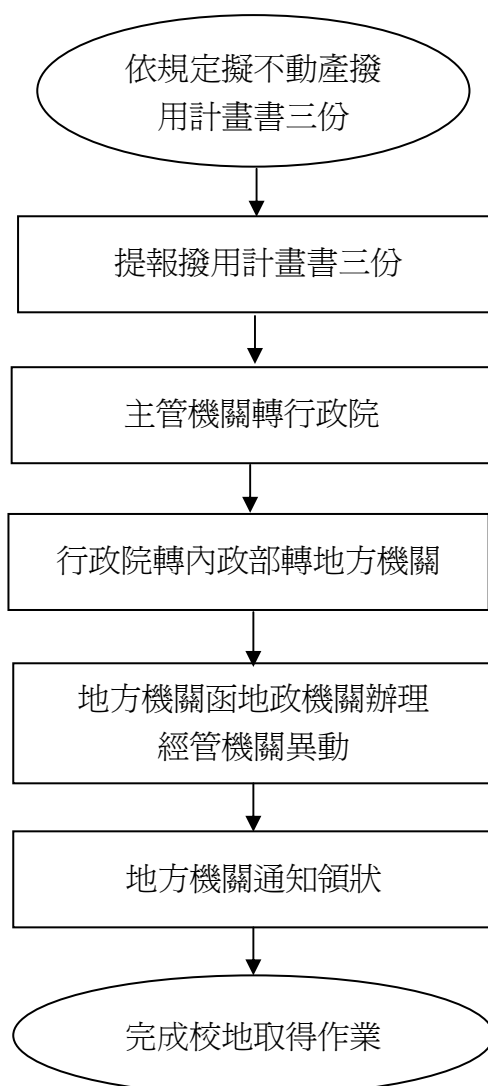 依規定擬不動產撥
用計畫書三份
提報撥用計畫書三份
主管機關轉行政院
行政院轉內政部轉地方機關
地方機關函地政機關辦理
經管機關異動
地方機關通知領狀
完成校地取得作業